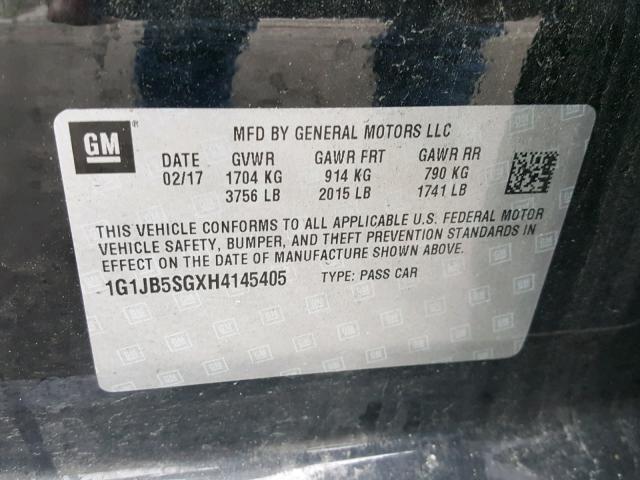 GM®
MFD BY GENERAL MOTORS LLC
DATE GVWR GAWR FRT GAWR RR
02/17 1704 KG 914 KG 790 KG
3756 LB 2015 LB 1741 LB
THIS VEHICLE CONFORMS TO ALL APPLICABLE U.S. FEDERAL MOTOR
VEHICLE SAFETY, BUMPER, AND THEFT PREVENTION STANDARDS IN
EFFECT ON THE DATE OF MANUFACTURE SHOWN ABOVE.
1G1JB5SGXH4145405 TYPE: PASS CAR